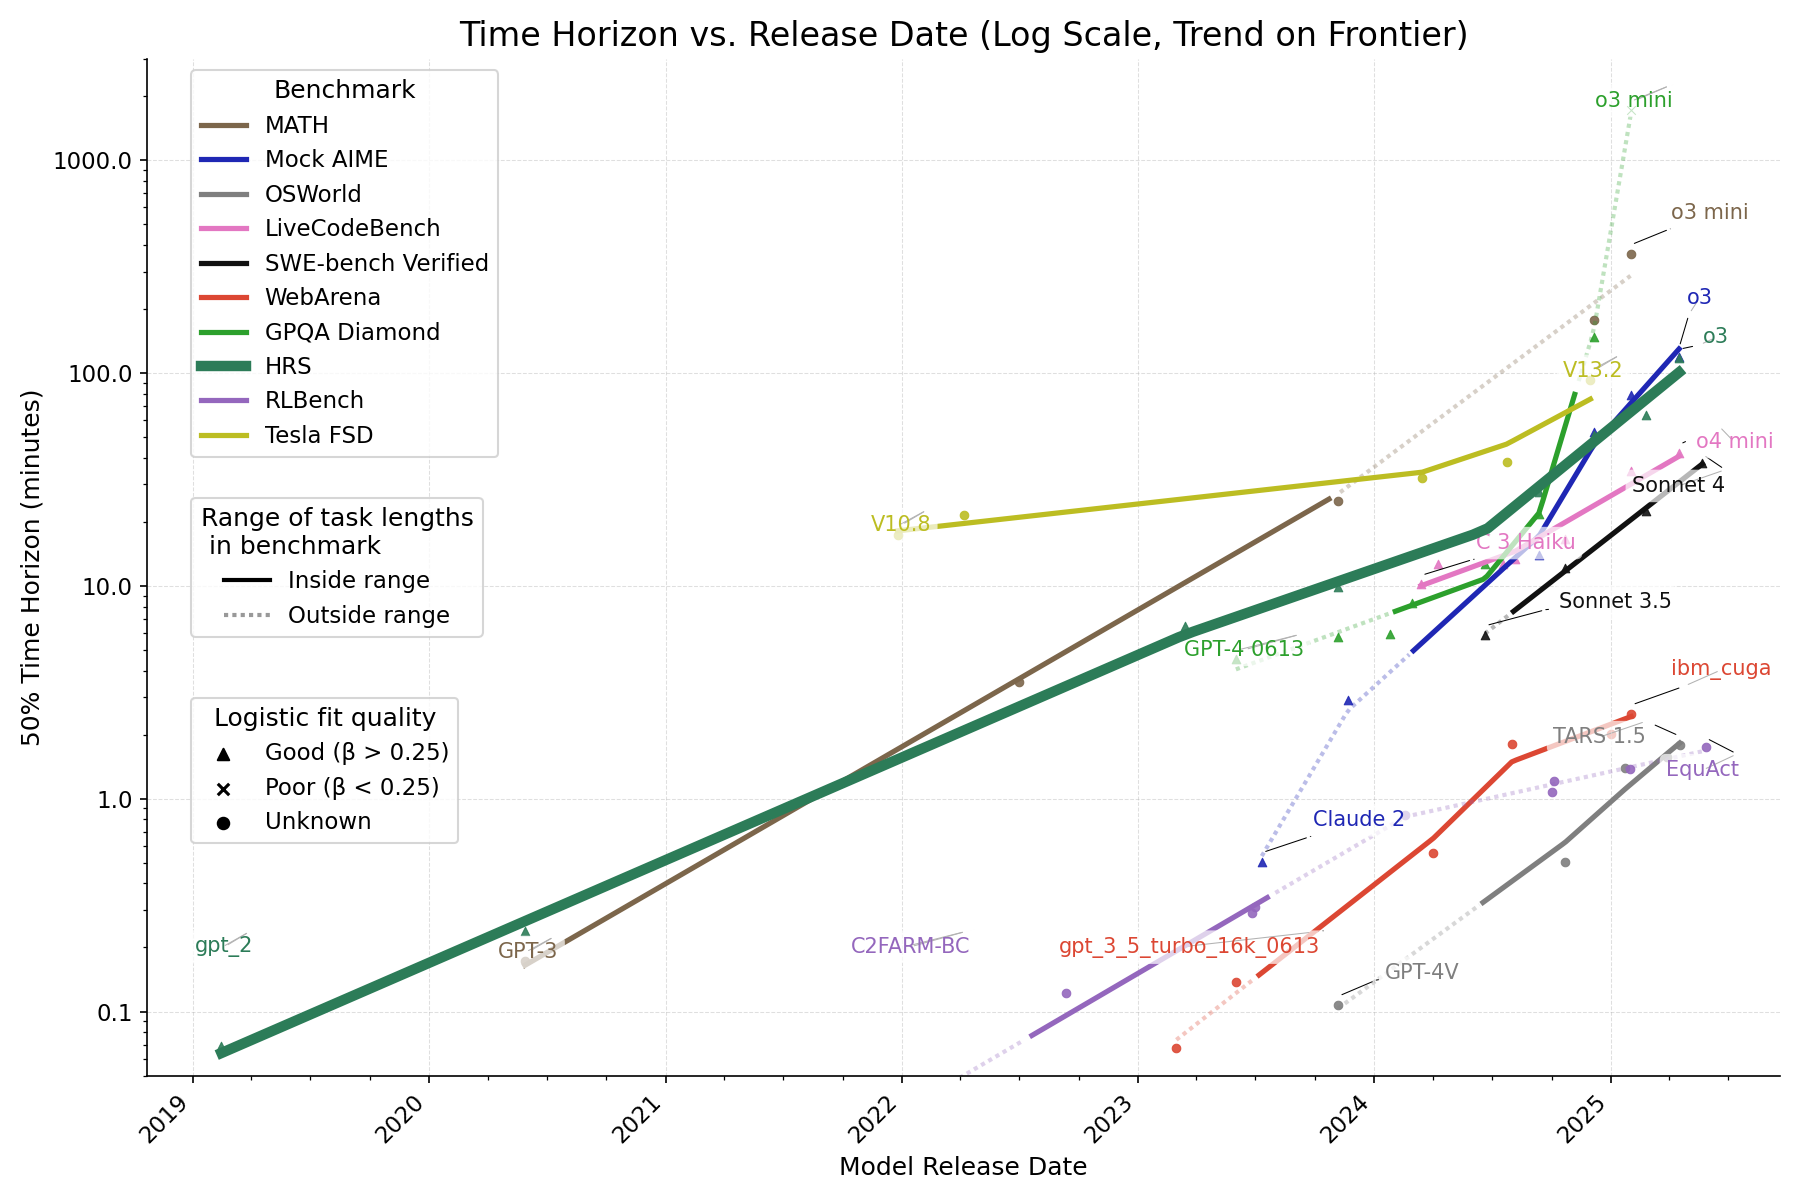 Time Horizon vs. Release Date (Log Scale, Trend on Frontier)
Benchmark
MATH
Mock AIME
OSWorld
LiveCodeBench
SWE-bench Verified
WebArena
GPQA Diamond
HRS
RLBench
Tesla FSD
Range of task lengths
in benchmark
Inside range
Outside range
Logistic fit quality
Good (β > 0.25)
Poor (β < 0.25)
Unknown
50% Time Horizon (minutes)
1000.0
100.0
10.0
1.0
0.1
o3 mini
o3 mini
o3
o3
V13.2
o4 mini
Sonnet 4
V10.8
C 3 Haiku
Sonnet 3.5
GPT-4 0613
ibm_cuga
TARS 1.5
EquAct
Claude 2
gpt_2
GPT-3
C2FARM-BC
gpt_3_5_turbo_16k_0613
GPT-4V
2019
2020
2021
2022
2023
2024
2025
Model Release Date